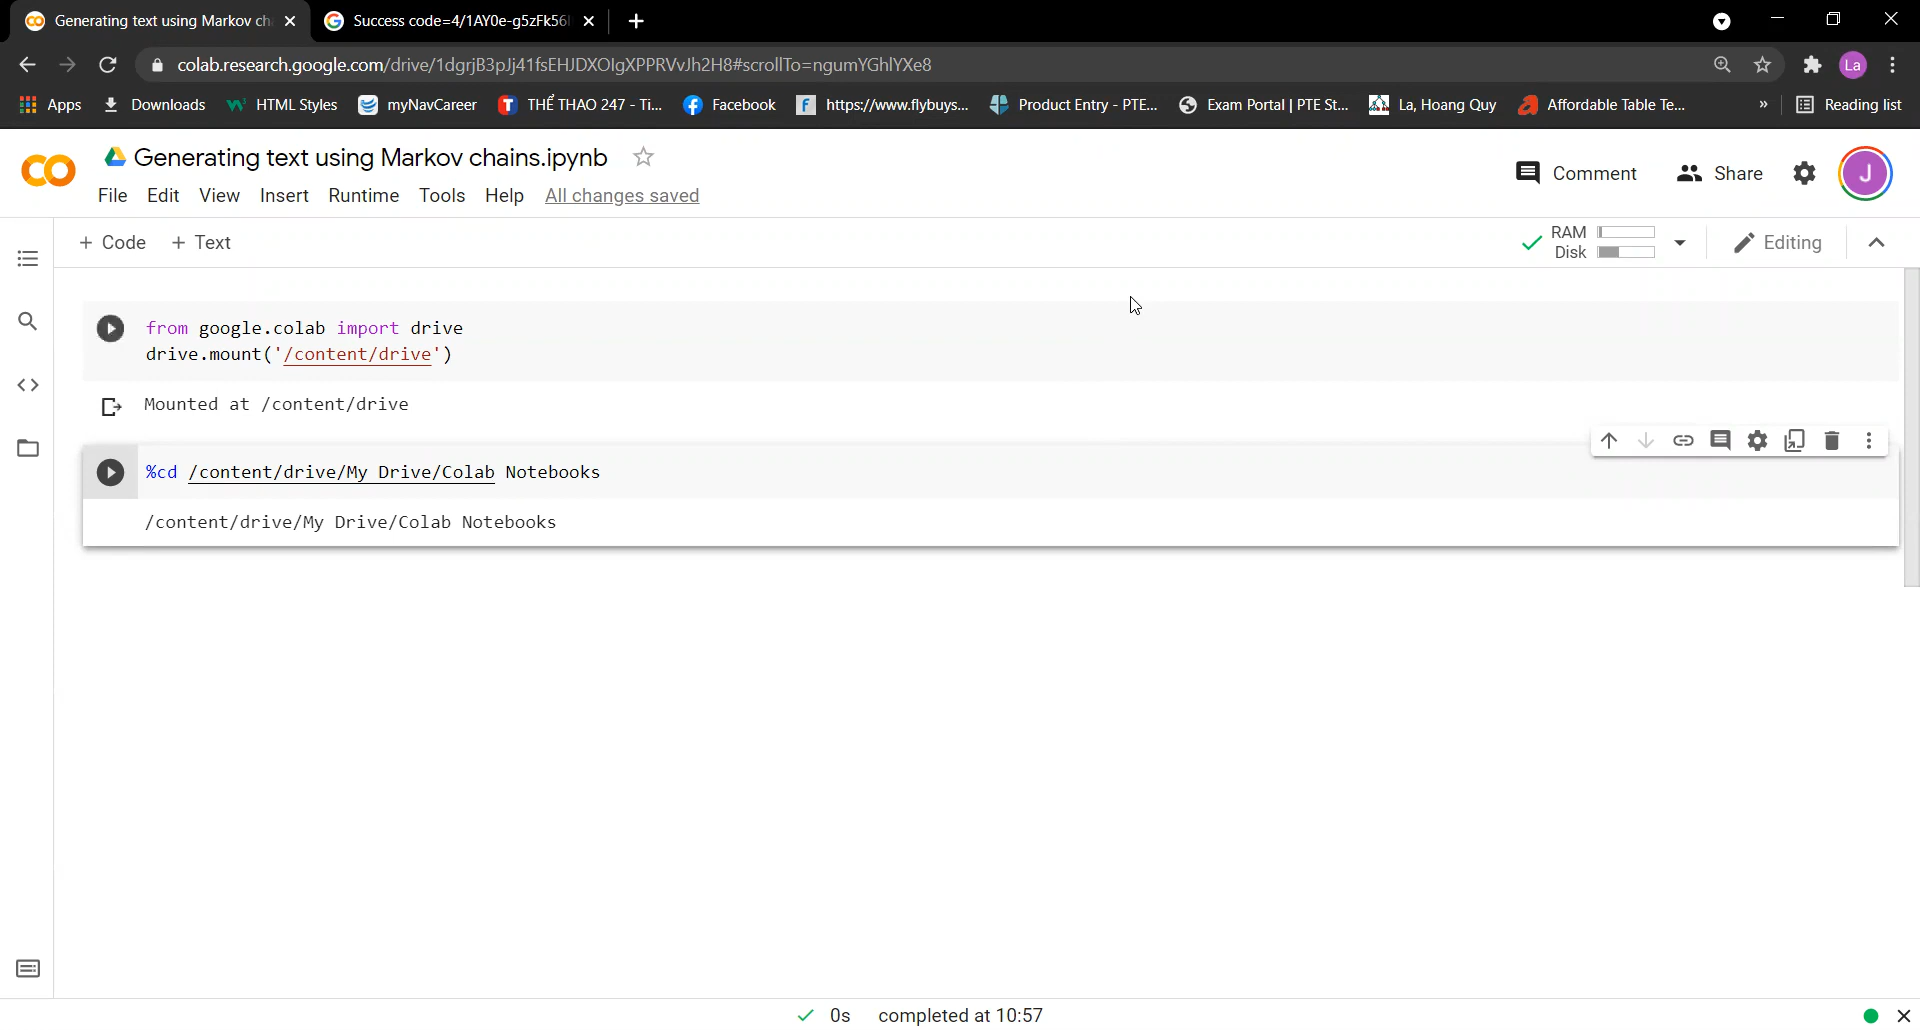 Generating text using Markov ch
Success code=4/1AY0e-g5zFk56
colab.research.google.com/drive/1dgrjB3pJj41fsEHJDXOIgXPPRVvJh2H8#scrollTo=ngumYGhlYXe8
La
Apps Downloads HTML Styles myNavCareer THỂ THAO 247 - Ti... Facebook https://www.flybuys... Product Entry - PTE... Exam Portal | PTE St... La, Hoang Quy Affordable Table Te... » Reading list
Generating text using Markov chains.ipynb
Comment Share J
File Edit View Insert Runtime Tools Help All changes saved
+ Code + Text
RAM
Disk
Editing
from google.colab import drive
drive.mount('/content/drive')
Mounted at /content/drive
%cd /content/drive/My Drive/Colab Notebooks
/content/drive/My Drive/Colab Notebooks
0s completed at 10:57